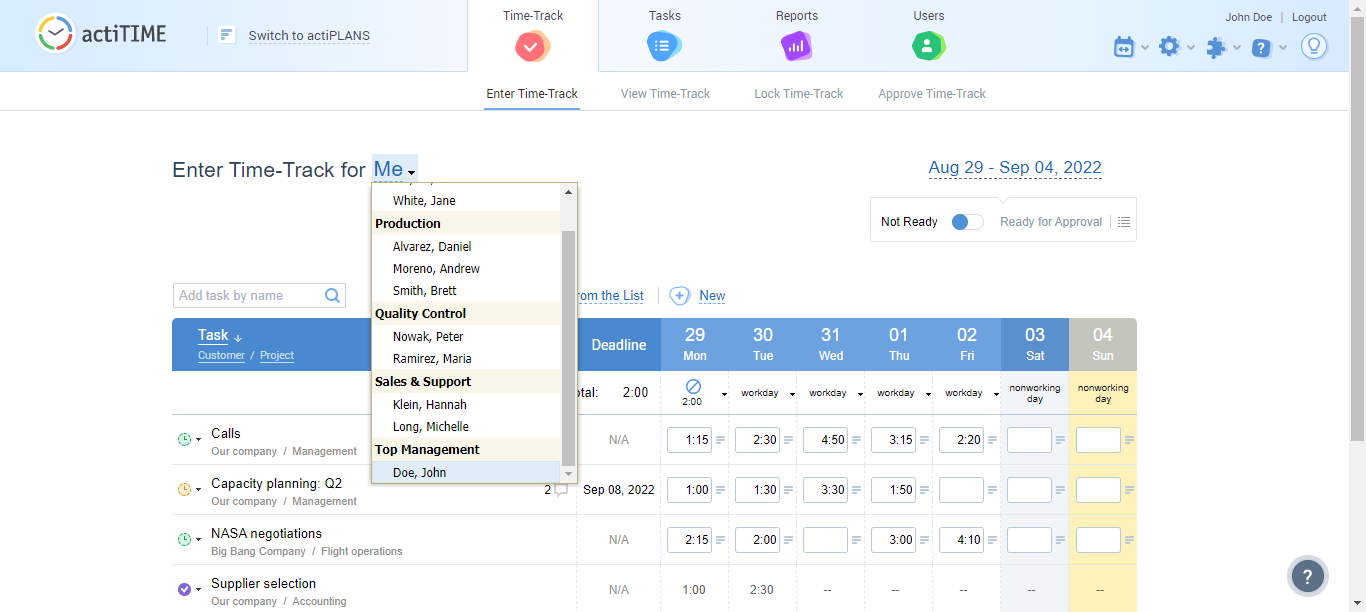 actiTIME
Switch to actiPLANS
Time-Track
Tasks
Reports
Users
John Doe | Logout
Enter Time-Track
View Time-Track
Lock Time-Track
Approve Time-Track
Enter Time-Track for Me
Aug 29 - Sep 04, 2022
Not Ready
Ready for Approval
White, Jane
Production
Alvarez, Daniel
Moreno, Andrew
Smith, Brett
Quality Control
Nowak, Peter
Ramirez, Maria
Sales & Support
Klein, Hannah
Long, Michelle
Top Management
Doe, John
Add task by name
the List
New
Task ↓
Customer / Project
Deadline
29 30 31 01 02 03 04
Mon Tue Wed Thu Fri Sat Sun
2:00
2:00 workday workday workday workday nonworking day nonworking day
Calls
Our company / Management
N/A 1:15 2:30 4:50 3:15 2:20
Capacity planning: Q2
Our company / Management
2 Sep 08, 2022 1:00 1:30 3:30 1:50
NASA negotiations
Big Bang Company / Flight operations
N/A 2:15 2:00 3:00 4:10
Supplier selection
Our company / Accounting
N/A 1:00 2:30 -- -- -- -- --
?